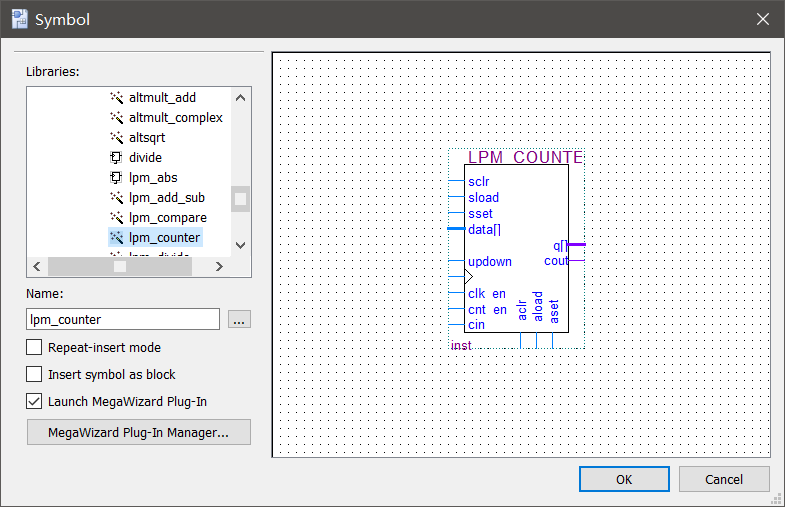 Symbol
Libraries:
altmult_add
altmult_complex
altsqrt
divide
lpm_abs
lpm_add_sub
lpm_compare
lpm_counter
lpm_divide
Name:
lpm_counter
...
Repeat-insert mode
Insert symbol as block
Launch MegaWizard Plug-In
MegaWizard Plug-In Manager...
LPM_COUNTE
sclr
sload
sset
data[]
q[]
updown
cout
clk_en
cnt_en
cin
aclr
aload
aset
inst
OK
Cancel